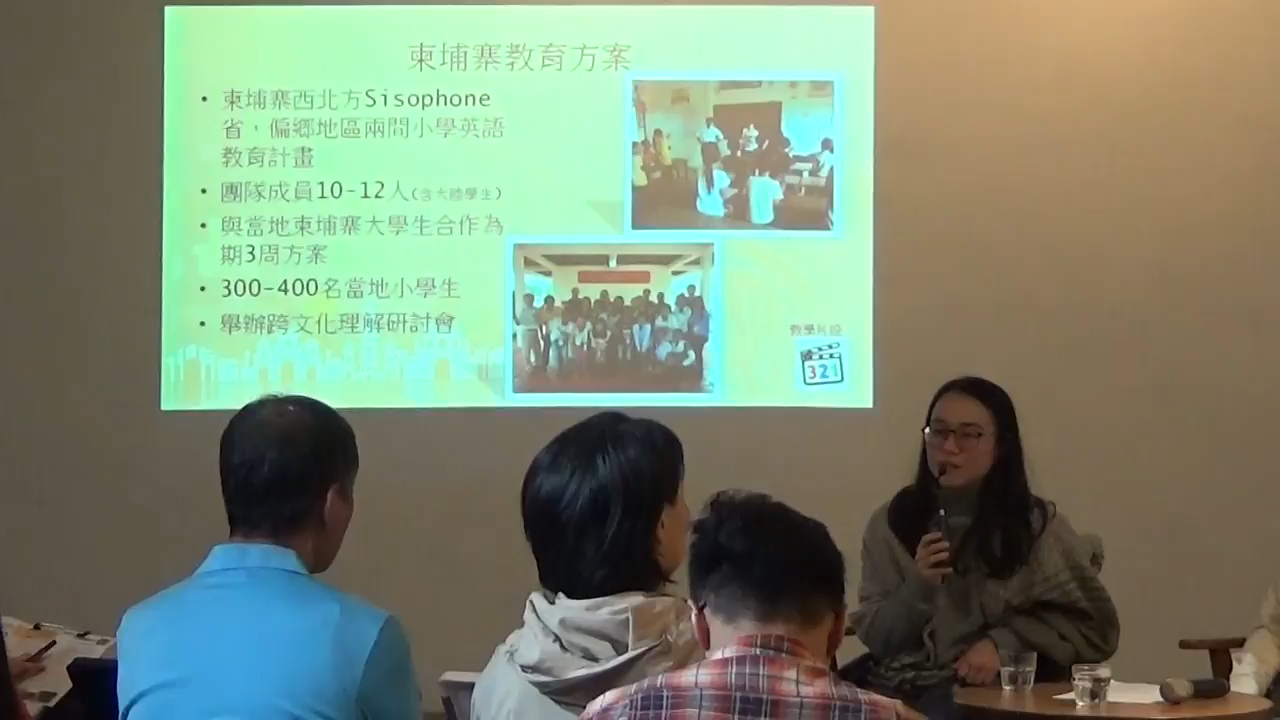 柬埔寨教育方案
• 柬埔寨西北方Sisophone
省，偏鄉地區兩間小學英語
教育計畫
• 團隊成員10-12人(含大陸學生)
• 與當地柬埔寨大學生合作為
期3周方案
• 300-400名當地小學生
• 舉辦跨文化理解研討會
教學片段
321